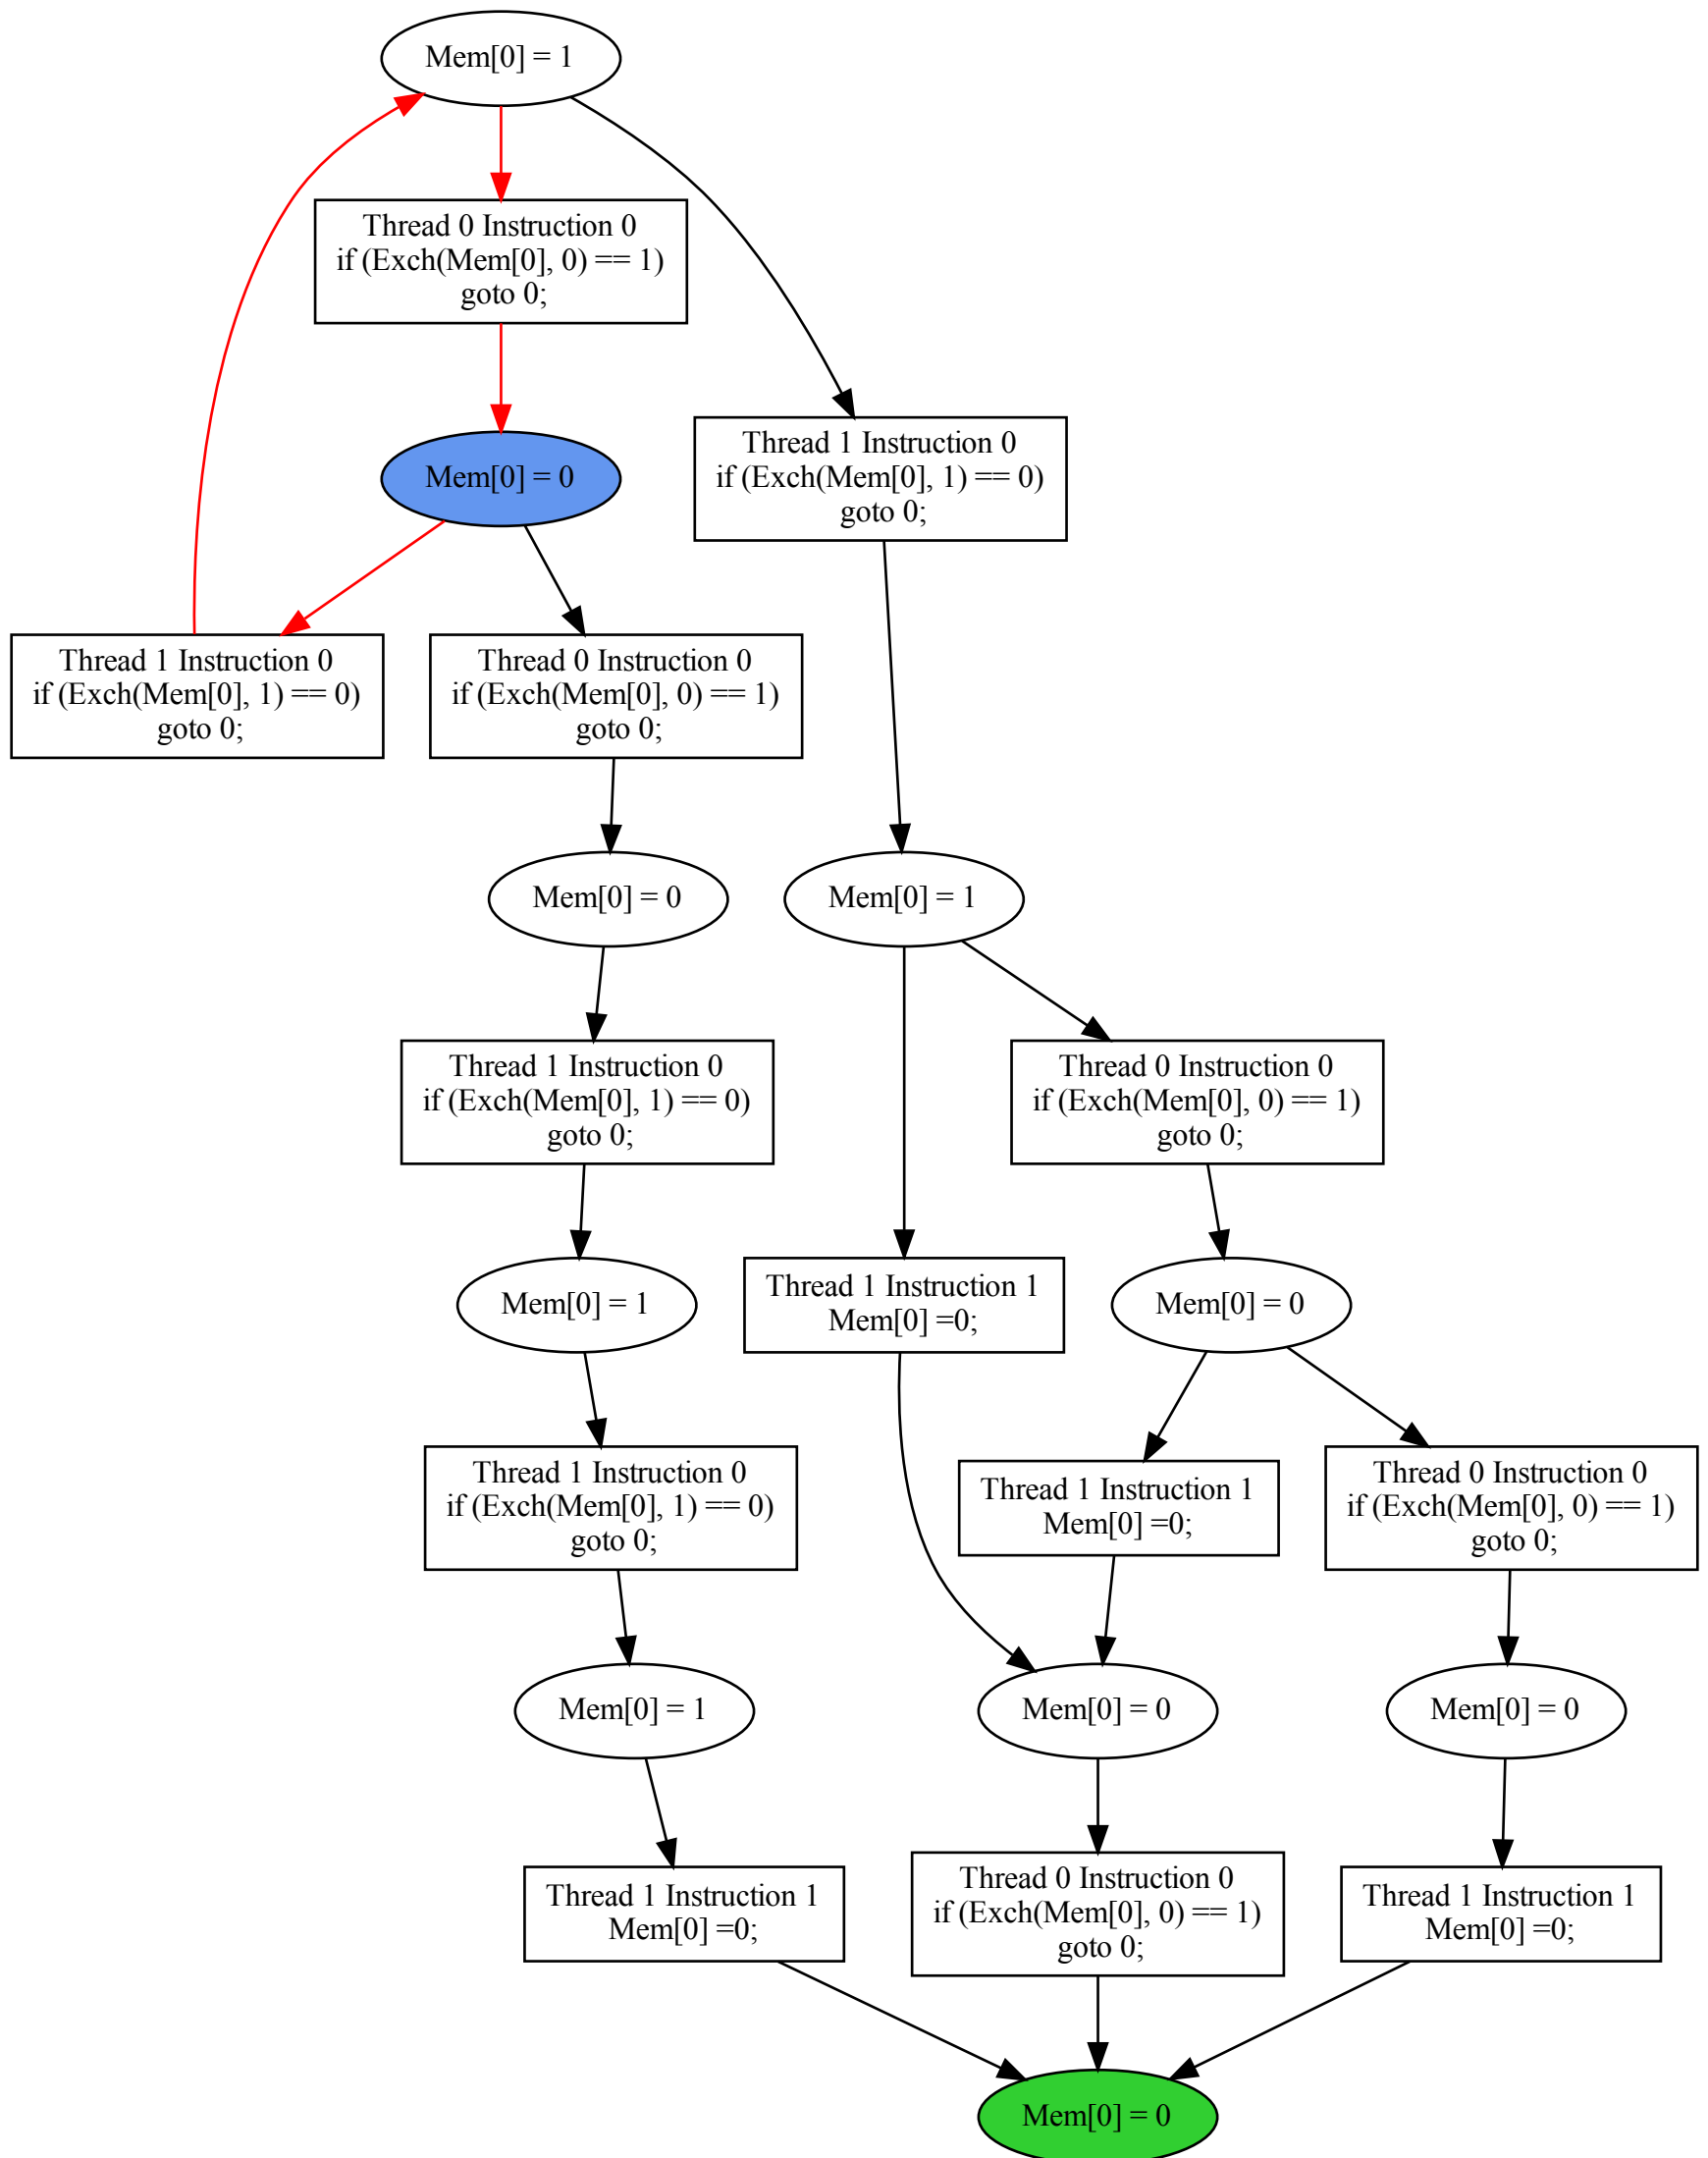 Mem[0] = 1
Thread 0 Instruction 0
if (Exch(Mem[0], 0) == 1)
goto 0;
Thread 1 Instruction 0
if (Exch(Mem[0], 1) == 0)
goto 0;
Mem[0] = 0
Thread 1 Instruction 0
if (Exch(Mem[0], 1) == 0)
goto 0;
Thread 0 Instruction 0
if (Exch(Mem[0], 0) == 1)
goto 0;
Mem[0] = 0
Mem[0] = 1
Thread 1 Instruction 0
if (Exch(Mem[0], 1) == 0)
goto 0;
Thread 0 Instruction 0
if (Exch(Mem[0], 0) == 1)
goto 0;
Mem[0] = 1
Thread 1 Instruction 1
Mem[0] =0;
Mem[0] = 0
Thread 1 Instruction 0
if (Exch(Mem[0], 1) == 0)
goto 0;
Thread 1 Instruction 1
Mem[0] =0;
Thread 0 Instruction 0
if (Exch(Mem[0], 0) == 1)
goto 0;
Mem[0] = 1
Mem[0] = 0
Mem[0] = 0
Thread 1 Instruction 1
Mem[0] =0;
Thread 0 Instruction 0
if (Exch(Mem[0], 0) == 1)
goto 0;
Thread 1 Instruction 1
Mem[0] =0;
Mem[0] = 0